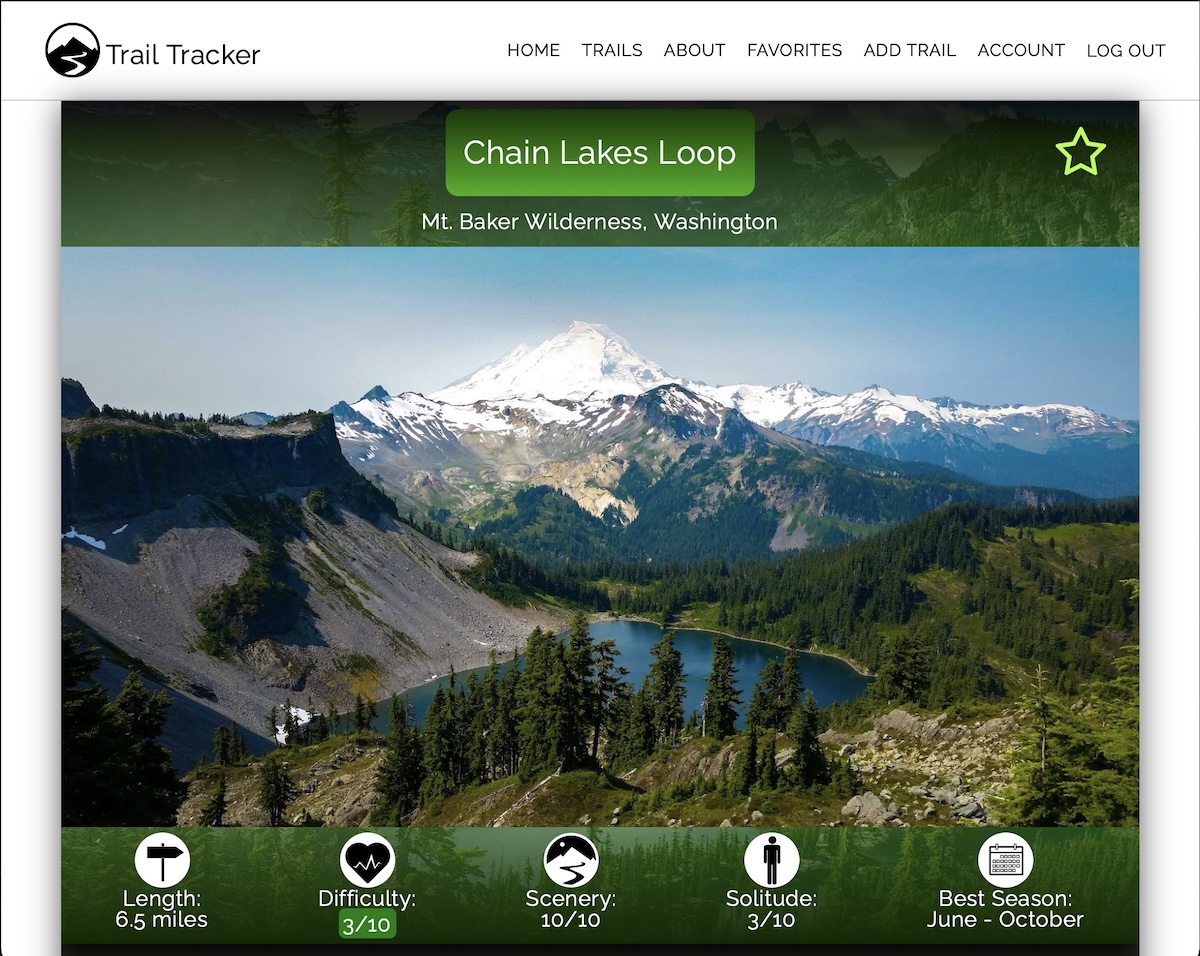 Trail Tracker
HOME TRAILS ABOUT FAVORITES ADD TRAIL ACCOUNT LOG OUT
Chain Lakes Loop
Mt. Baker Wilderness, Washington
Length:
6.5 miles
Difficulty:
3/10
Scenery:
10/10
Solitude:
3/10
Best Season:
June - October